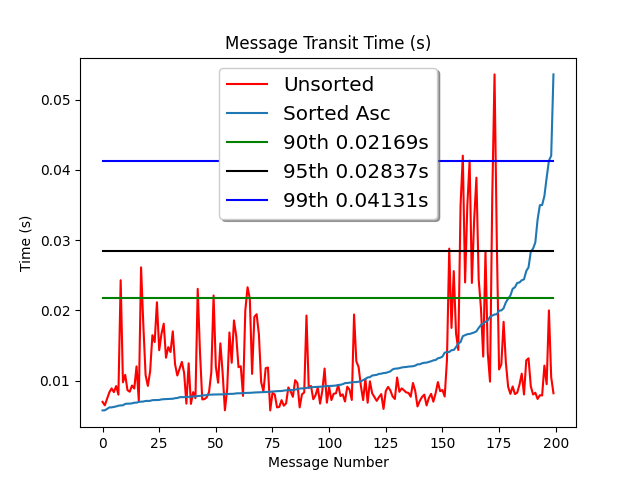 Message Transit Time (s)
Unsorted
Sorted Asc
90th 0.02169s
95th 0.02837s
99th 0.04131s
0.05
0.04
0.03
0.02
0.01
Time (s)
0 25 50 75 100 125 150 175 200
Message Number